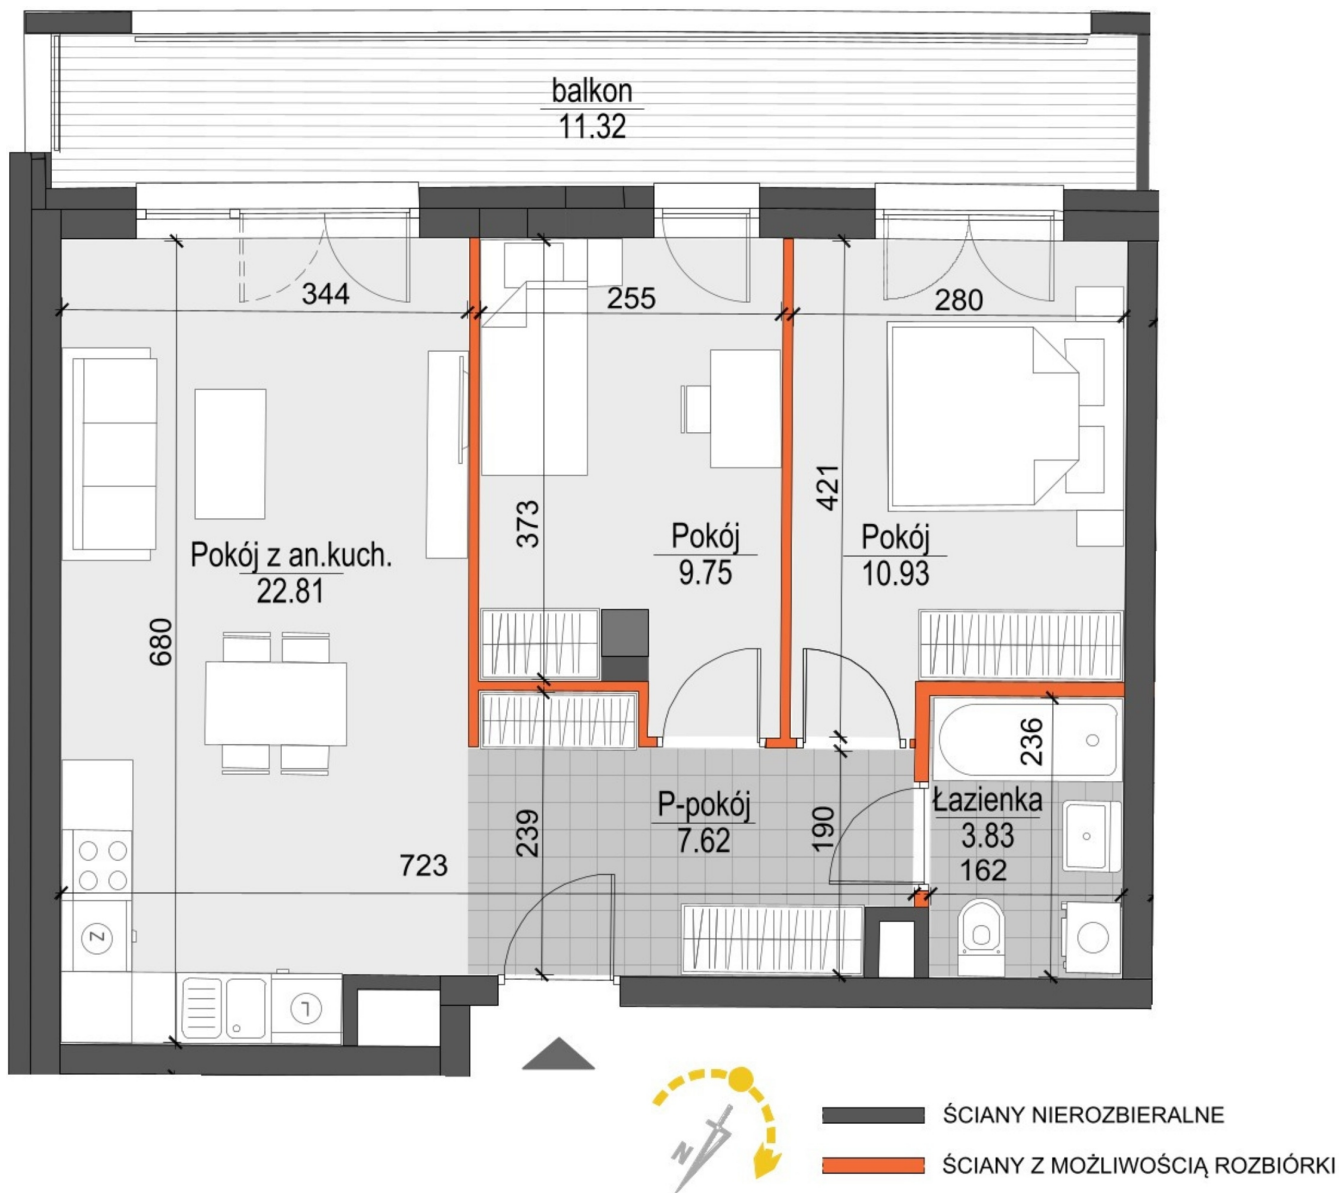 balkon
11.32
344
255
280
373
421
Pokój z an.kuch.
22.81
Pokój
9.75
Pokój
10.93
680
236
239
P-pokój
7.62
190
Łazienka
3.83
162
723
Z
L
N
ŚCIANY NIEROZBIERALNE
ŚCIANY Z MOŻLIWOŚCIĄ ROZBIÓRKI